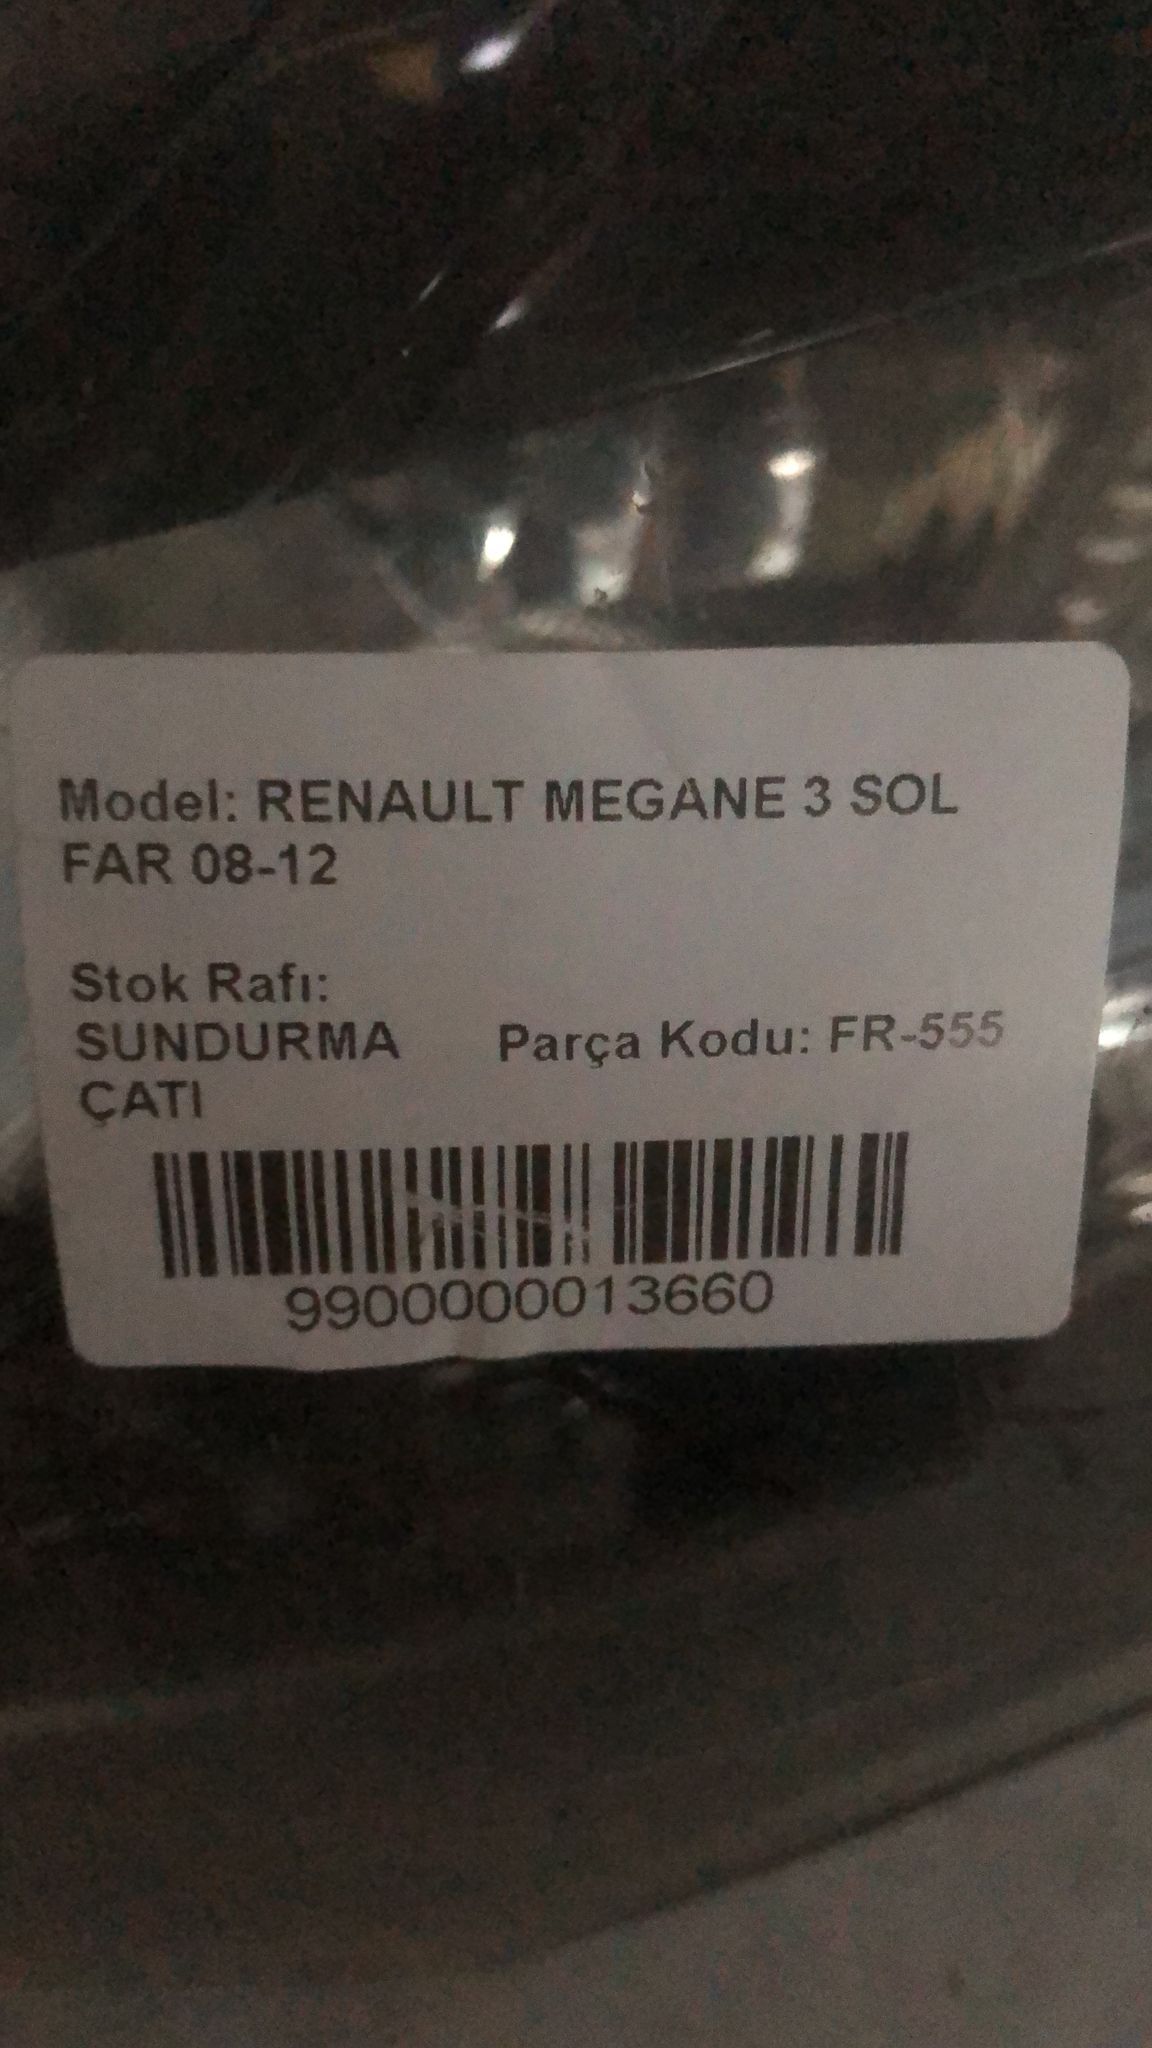 Model: RENAULT MEGANE 3 SOL
FAR 08-12
Stok Rafı:
SUNDURMA
ÇATI
Parça Kodu: FR-555
9900000013660